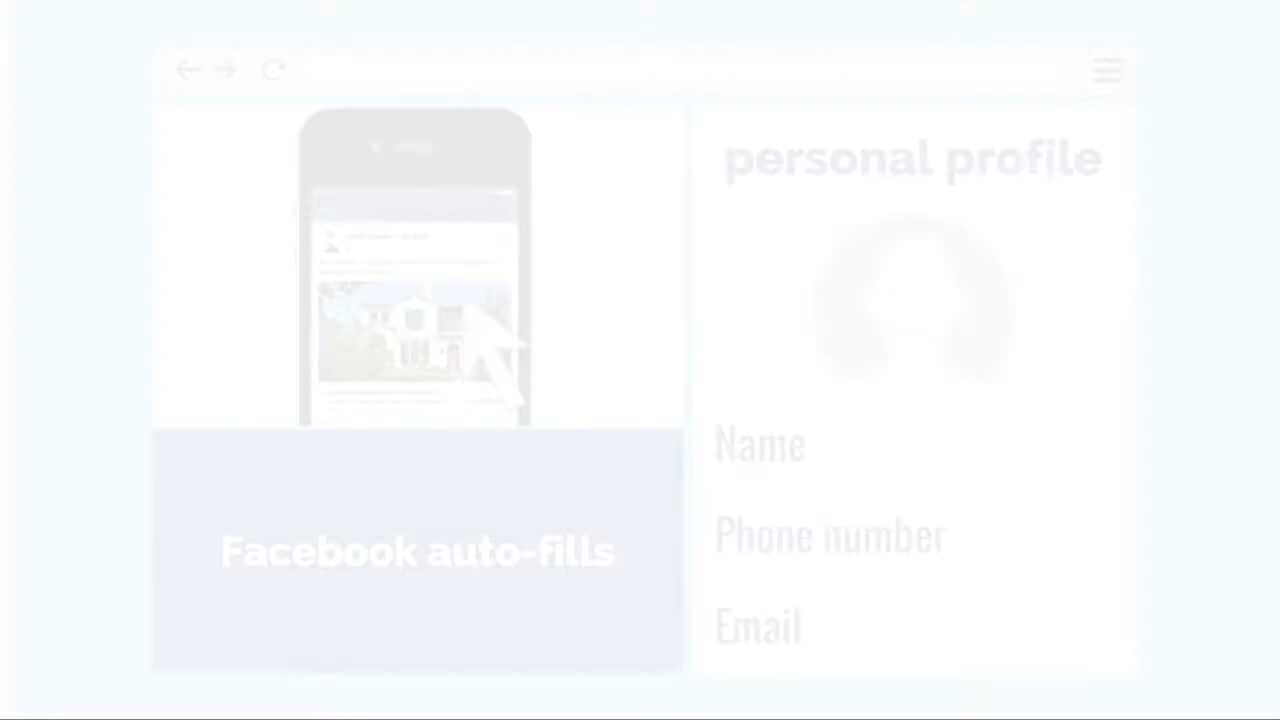 personal profile
Name
Phone number
Email
Facebook auto-fills